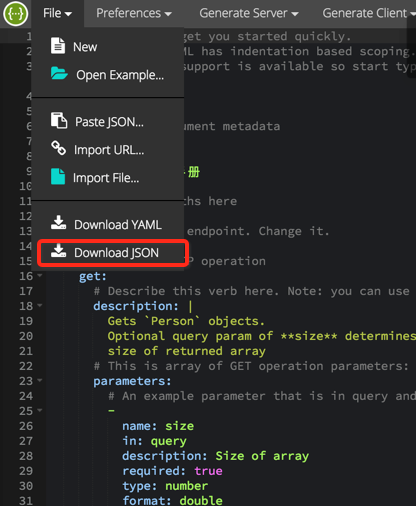 File Preferences Generate Server Generate Client
1 get you started quickly.
2 ML has indentation based scoping.
3 support is available so start typ
4
New
Open Example...
Paste JSON...
ument metadata
Import URL...
9 册
10
Import File...
11 hs here
Download YAML
endpoint. Change it.
14
Download JSON
15 P operation
16 get:
17 # Describe this verb here. Note: you can use
18 description: |
19 Gets `Person` objects.
20 Optional query param of **size** determines
21 size of returned array
22 # This is array of GET operation parameters:
23 parameters:
24 # An example parameter that is in query and
25 -
26 name: size
27 in: query
28 description: Size of array
29 required: true
30 type: number
31 format: double